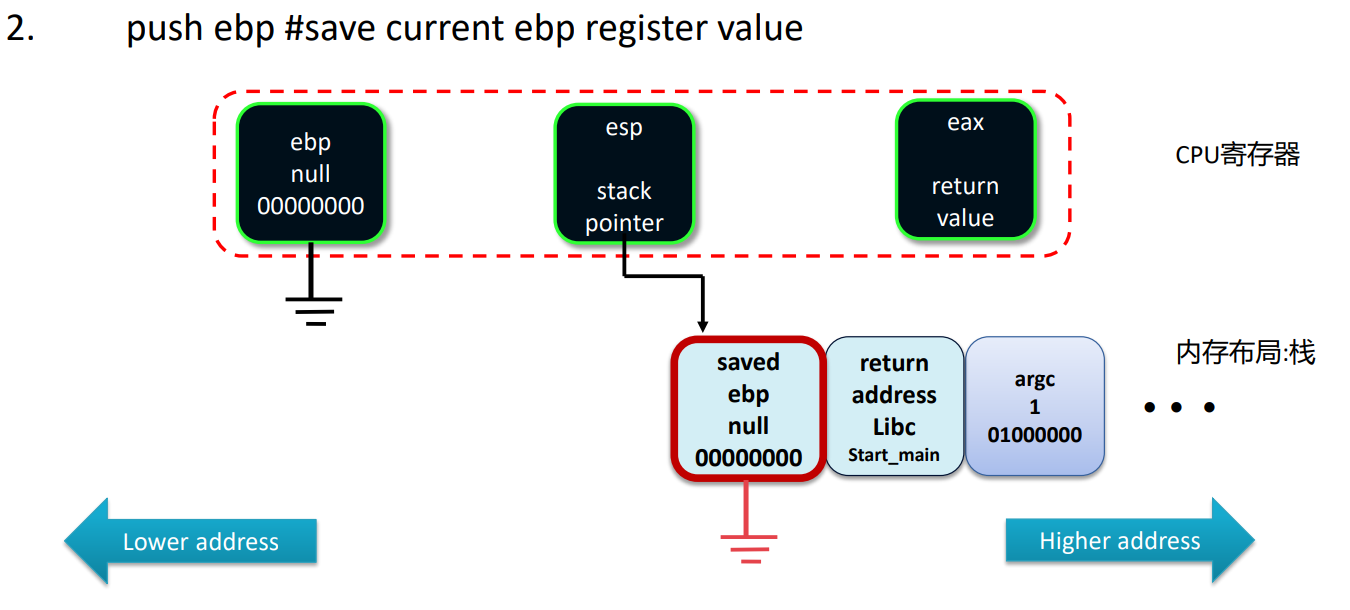 2. push ebp #save current ebp register value
ebp
null
00000000
esp
stack
pointer
eax
return
value
CPU寄存器
saved
ebp
null
00000000
return
address
Libc
Start_main
argc
1
01000000
• • •
内存布局:栈
Lower address
Higher address